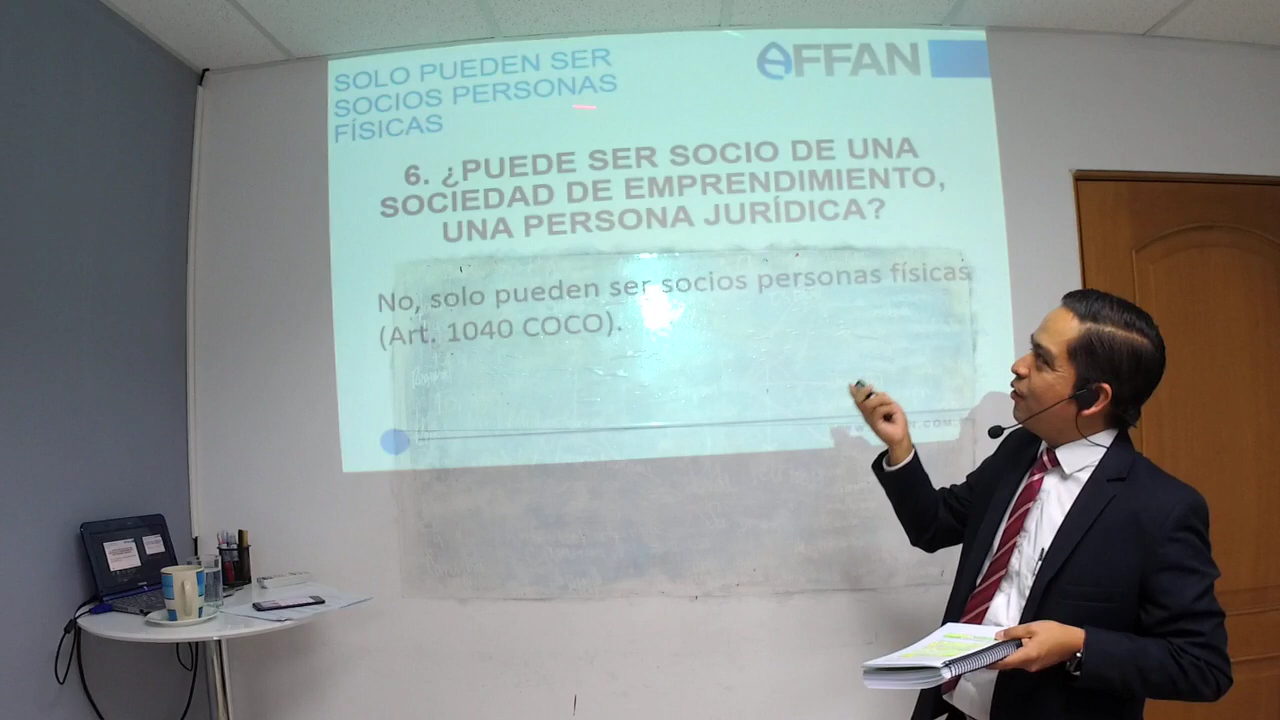 SOLO PUEDEN SER
SOCIOS PERSONAS
FÍSICAS
AFFAN
6. ¿PUEDE SER SOCIO DE UNA
SOCIEDAD DE EMPRENDIMIENTO,
UNA PERSONA JURÍDICA?
No, solo pueden ser socios personas físicas
(Art. 1040 COCO).